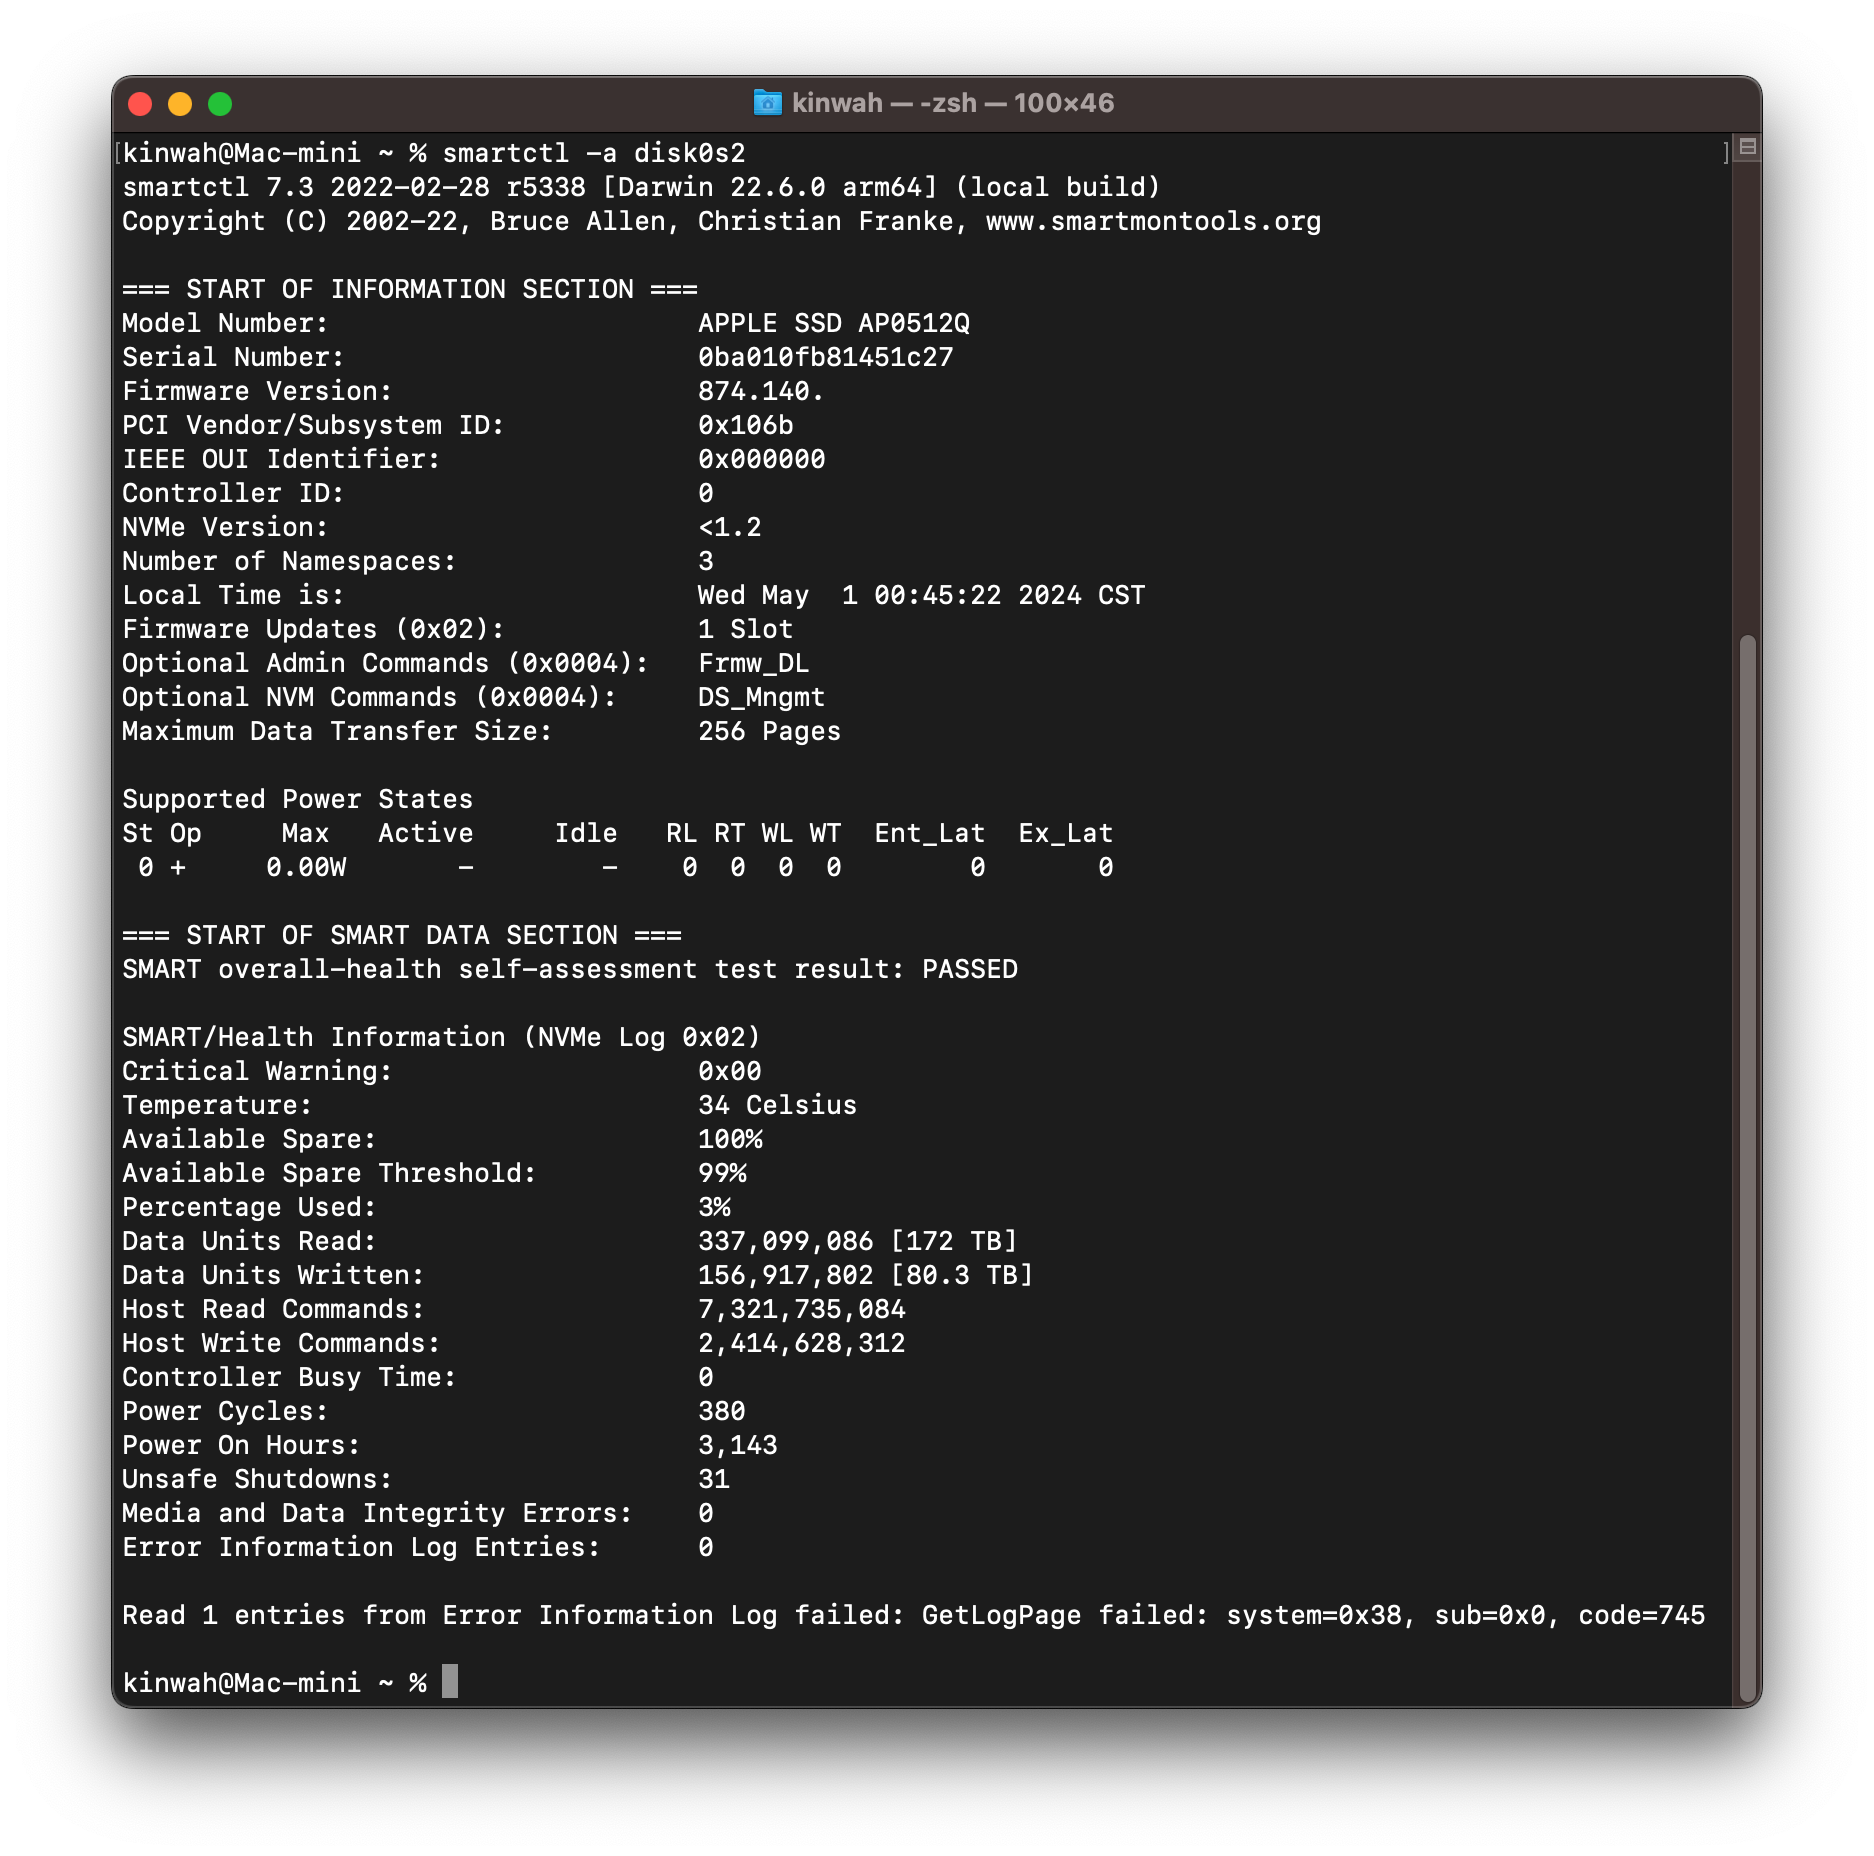 kinwah — -zsh — 100×46
[kinwah@Mac-mini ~ % smartctl -a disk0s2 ]
smartctl 7.3 2022-02-28 r5338 [Darwin 22.6.0 arm64] (local build)
Copyright (C) 2002-22, Bruce Allen, Christian Franke, www.smartmontools.org

=== START OF INFORMATION SECTION ===
Model Number:                       APPLE SSD AP0512Q
Serial Number:                      0ba010fb81451c27
Firmware Version:                   874.140.
PCI Vendor/Subsystem ID:            0x106b
IEEE OUI Identifier:                0x000000
Controller ID:                      0
NVMe Version:                       <1.2
Number of Namespaces:               3
Local Time is:                      Wed May  1 00:45:22 2024 CST
Firmware Updates (0x02):            1 Slot
Optional Admin Commands (0x0004):   Frmw_DL
Optional NVM Commands (0x0004):     DS_Mngmt
Maximum Data Transfer Size:         256 Pages

Supported Power States
St Op     Max   Active     Idle   RL RT WL WT  Ent_Lat  Ex_Lat
 0 +     0.00W       -        -    0  0  0  0        0       0

=== START OF SMART DATA SECTION ===
SMART overall-health self-assessment test result: PASSED

SMART/Health Information (NVMe Log 0x02)
Critical Warning:                   0x00
Temperature:                        34 Celsius
Available Spare:                    100%
Available Spare Threshold:          99%
Percentage Used:                    3%
Data Units Read:                    337,099,086 [172 TB]
Data Units Written:                 156,917,802 [80.3 TB]
Host Read Commands:                 7,321,735,084
Host Write Commands:                2,414,628,312
Controller Busy Time:               0
Power Cycles:                       380
Power On Hours:                     3,143
Unsafe Shutdowns:                   31
Media and Data Integrity Errors:    0
Error Information Log Entries:      0

Read 1 entries from Error Information Log failed: GetLogPage failed: system=0x38, sub=0x0, code=745

kinwah@Mac-mini ~ %